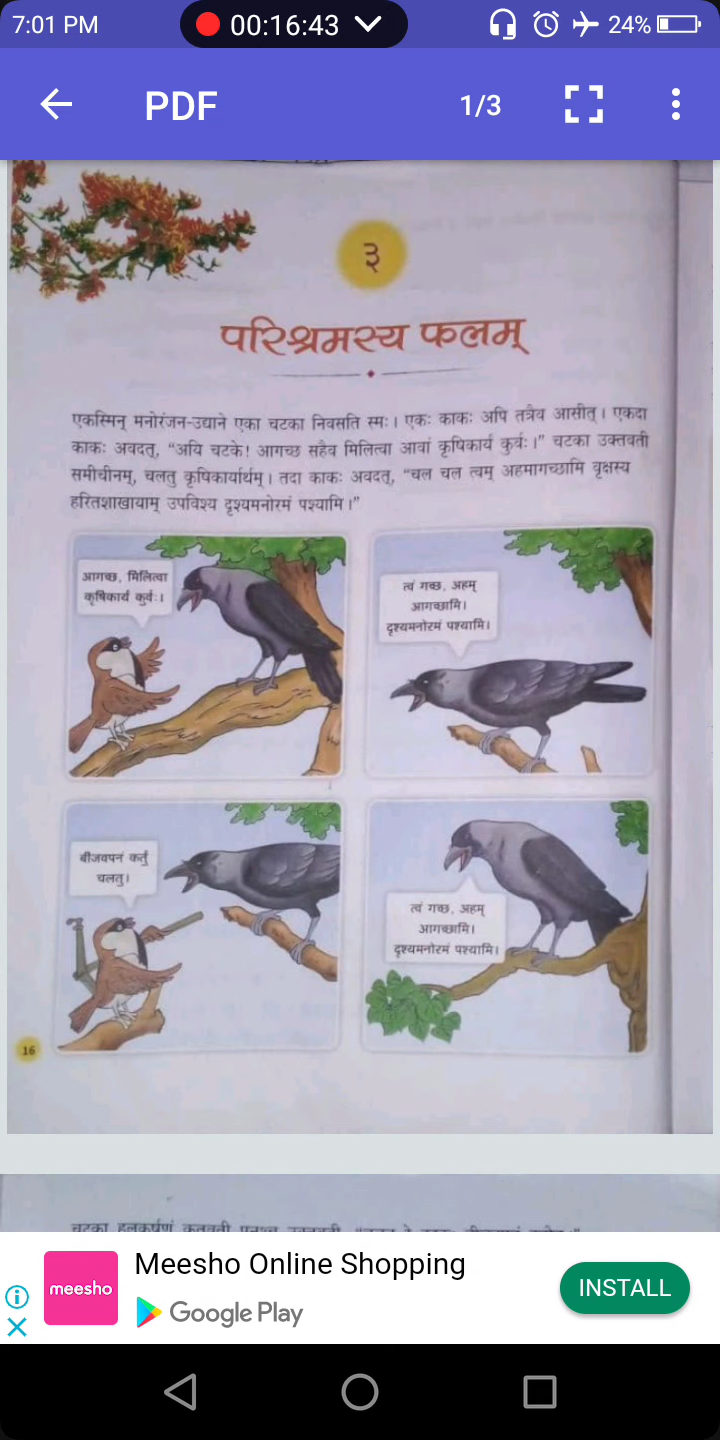 7:01 PM
00:16:43
24%
PDF
1/3
३
परिश्रमस्य फलम्
एकस्मिन् मनोरंजन-उद्याने एका चटका निवसति स्मः। एकः काकः अपि तत्रैव आसीत्। एकदा
काकः अवदत्, “अयि चटके! आगच्छ सहैव मिलित्वा आवां कृषिकार्यं कुर्वः।” चटका उक्तवती
समीचीनम्, चलतु कृषिकार्यार्थम्। तदा काकः अवदत्, “चल चल त्वम् अहमागच्छामि वृक्षस्य
हरितशाखायाम् उपविश्य दृश्यमनोरमं पश्यामि।”
आगच्छ, मिलित्वा
कृषिकार्यं कुर्वः।
त्वं गच्छ, अहम्
आगच्छामि।
दृश्यमनोरमं पश्यामि।
बीजवपनं कर्तुं
चलतु।
त्वं गच्छ, अहम्
आगच्छामि।
दृश्यमनोरमं पश्यामि।
16
चटका हलकर्षणं कृतवती
Meesho Online Shopping
meesho
Google Play
INSTALL